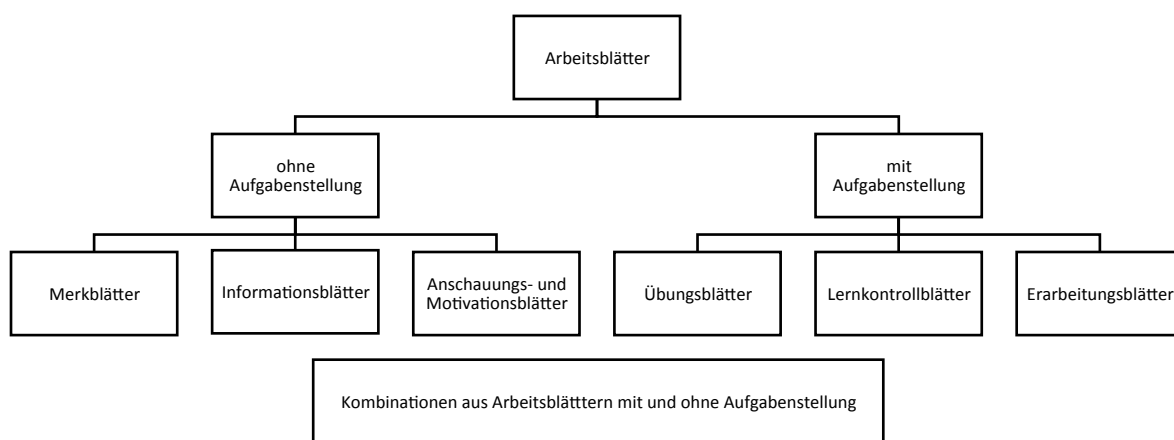 Arbeitsblätter
ohne
Aufgabenstellung
mit
Aufgabenstellung
Merkblätter
Informationsblätter
Anschauungs- und
Motivationsblätter
Übungsblätter
Lernkontrollblätter
Erarbeitungsblätter
Kombinationen aus Arbeitsblätttern mit und ohne Aufgabenstellung